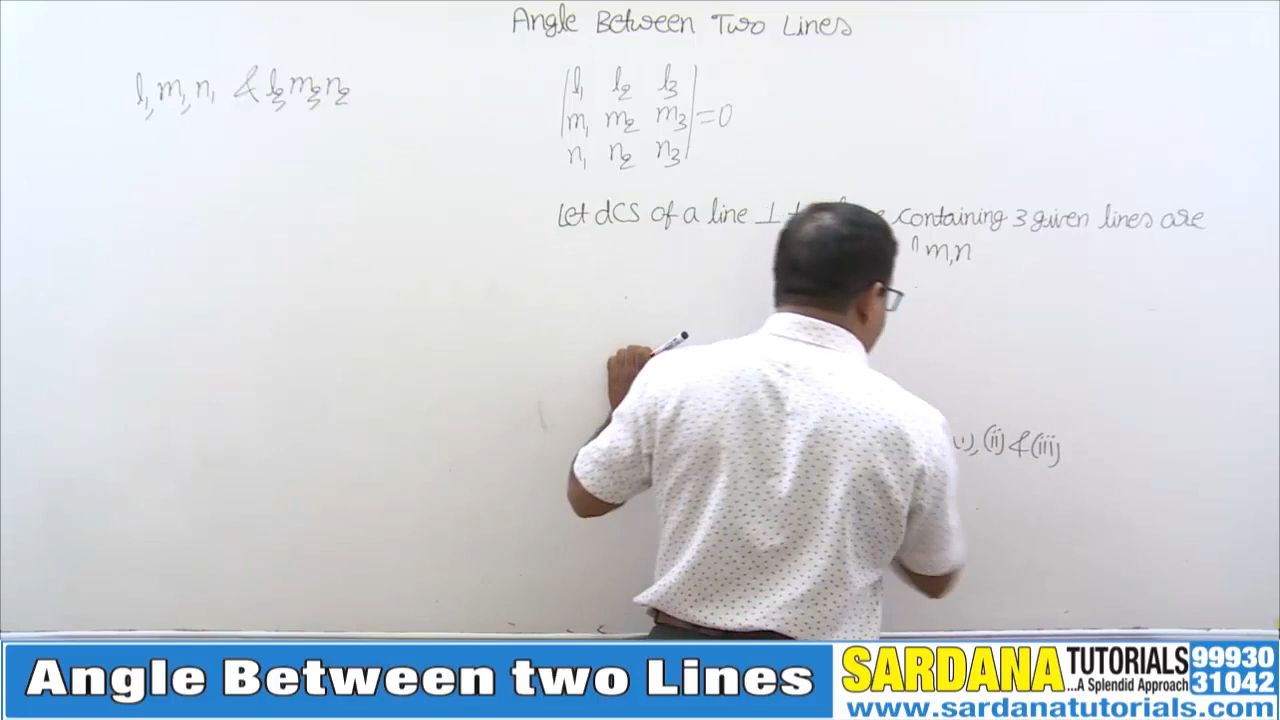 Angle Between Two Lines
l1, m1, n1 & l2, m2, n2
l1 l2 l3
m1 m2 m3 = 0
n1 n2 n3
Let dCS of a line ⊥ containing 3 given lines are
m, n
(ii) & (iii)
Angle Between two Lines
SARDANA TUTORIALS
...A Splendid Approach
99930
31042
www.sardanatutorials.com